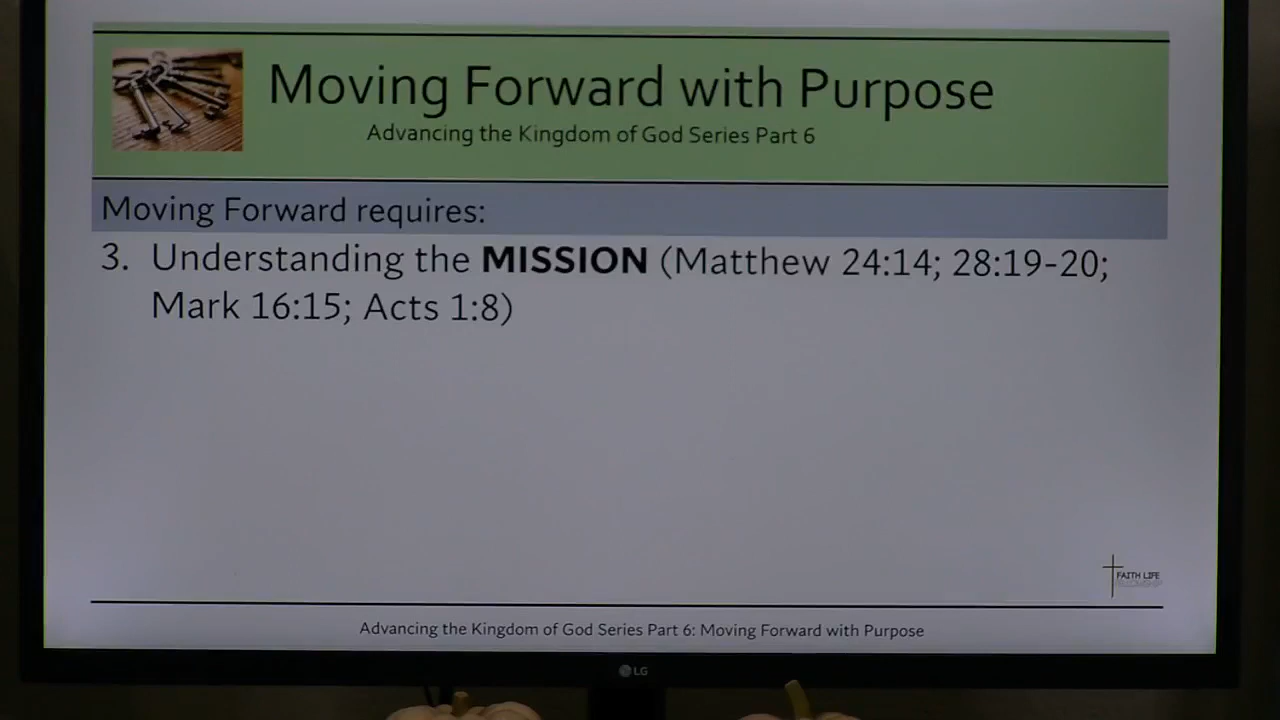 Moving Forward with Purpose
Advancing the Kingdom of God Series Part 6
Moving Forward requires:
3. Understanding the MISSION (Matthew 24:14; 28:19-20;
Mark 16:15; Acts 1:8)
FAITH LIFE
FELLOWSHIP
Advancing the Kingdom of God Series Part 6: Moving Forward with Purpose
LG